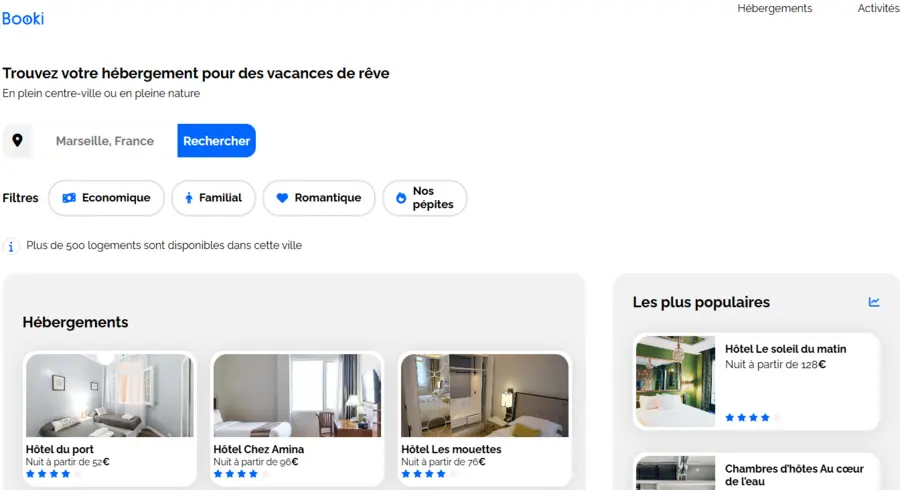 Booki
Hébergements
Activités
Trouvez votre hébergement pour des vacances de rêve
En plein centre-ville ou en pleine nature
Marseille, France
Rechercher
Filtres
Economique
Familial
Romantique
Nos
pépites
Plus de 500 logements sont disponibles dans cette ville
Hébergements
Hôtel du port
Nuit à partir de 52€
Hôtel Chez Amina
Nuit à partir de 96€
Hôtel Les mouettes
Nuit à partir de 76€
Les plus populaires
Hôtel Le soleil du matin
Nuit à partir de 128€
Chambres d’hôtes Au cœur
de l’eau